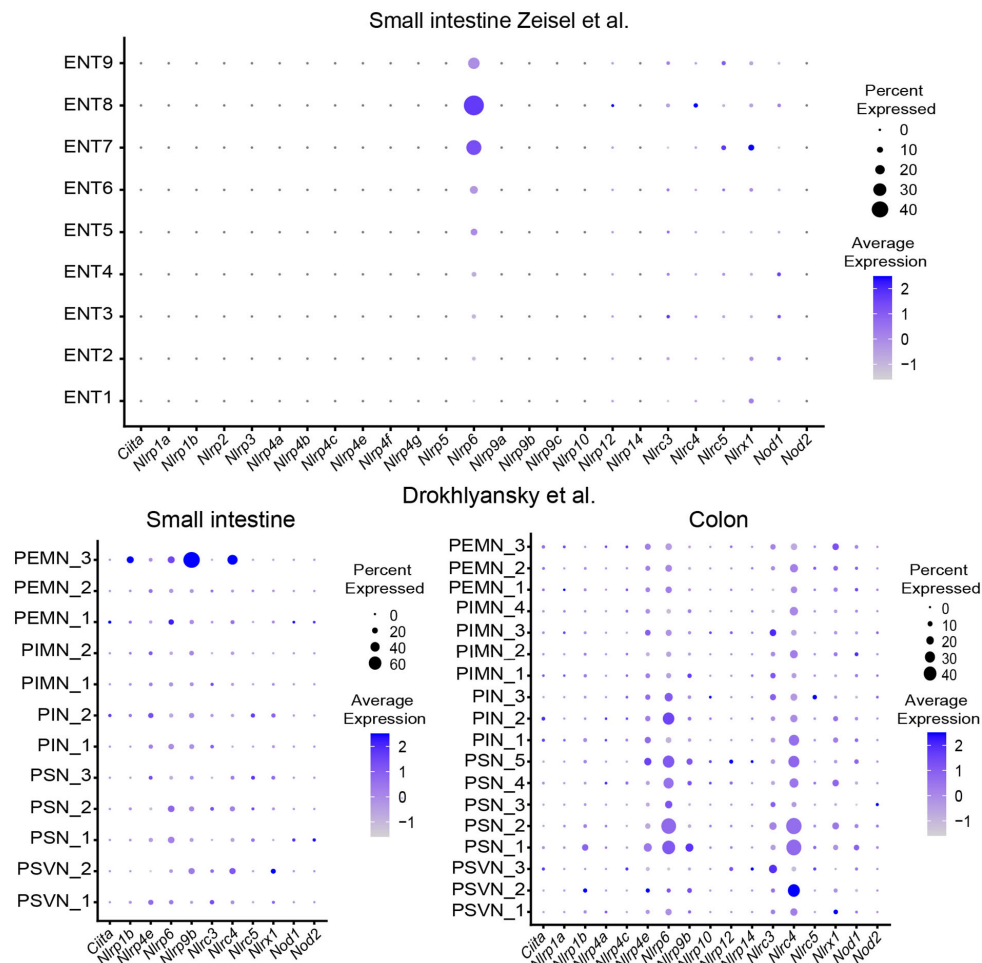 Small intestine Zeisel et al.
ENT9
ENT8
ENT7
ENT6
ENT5
ENT4
ENT3
ENT2
ENT1
Ciita Nlrp1a Nlrp1b Nlrp2 Nlrp3 Nlrp4a Nlrp4b Nlrp4c Nlrp4e Nlrp4f Nlrp4g Nlrp5 Nlrp6 Nlrp9a Nlrp9b Nlrp9c Nlrp10 Nlrp12 Nlrp14 Nlrc3 Nlrc4 Nlrc5 Nlrx1 Nod1 Nod2
Percent
Expressed
0
10
20
30
40
Average
Expression
2
1
0
−1
Drokhlyansky et al.
Small intestine
PEMN_3
PEMN_2
PEMN_1
PIMN_2
PIMN_1
PIN_2
PIN_1
PSN_3
PSN_2
PSN_1
PSVN_2
PSVN_1
Ciita Nlrp1b Nlrp4e Nlrp6 Nlrp9b Nlrc3 Nlrc4 Nlrc5 Nlrx1 Nod1 Nod2
Percent
Expressed
0
20
40
60
Average
Expression
2
1
0
−1
Colon
PEMN_3
PEMN_2
PEMN_1
PIMN_4
PIMN_3
PIMN_2
PIMN_1
PIN_3
PIN_2
PIN_1
PSN_5
PSN_4
PSN_3
PSN_2
PSN_1
PSVN_3
PSVN_2
PSVN_1
Ciita Nlrp1a Nlrp1b Nlrp4a Nlrp4c Nlrp4e Nlrp6 Nlrp9b Nlrp10 Nlrp12 Nlrp14 Nlrc3 Nlrc4 Nlrc5 Nlrx1 Nod1 Nod2
Percent
Expressed
0
10
20
30
40
Average
Expression
2
1
0
−1